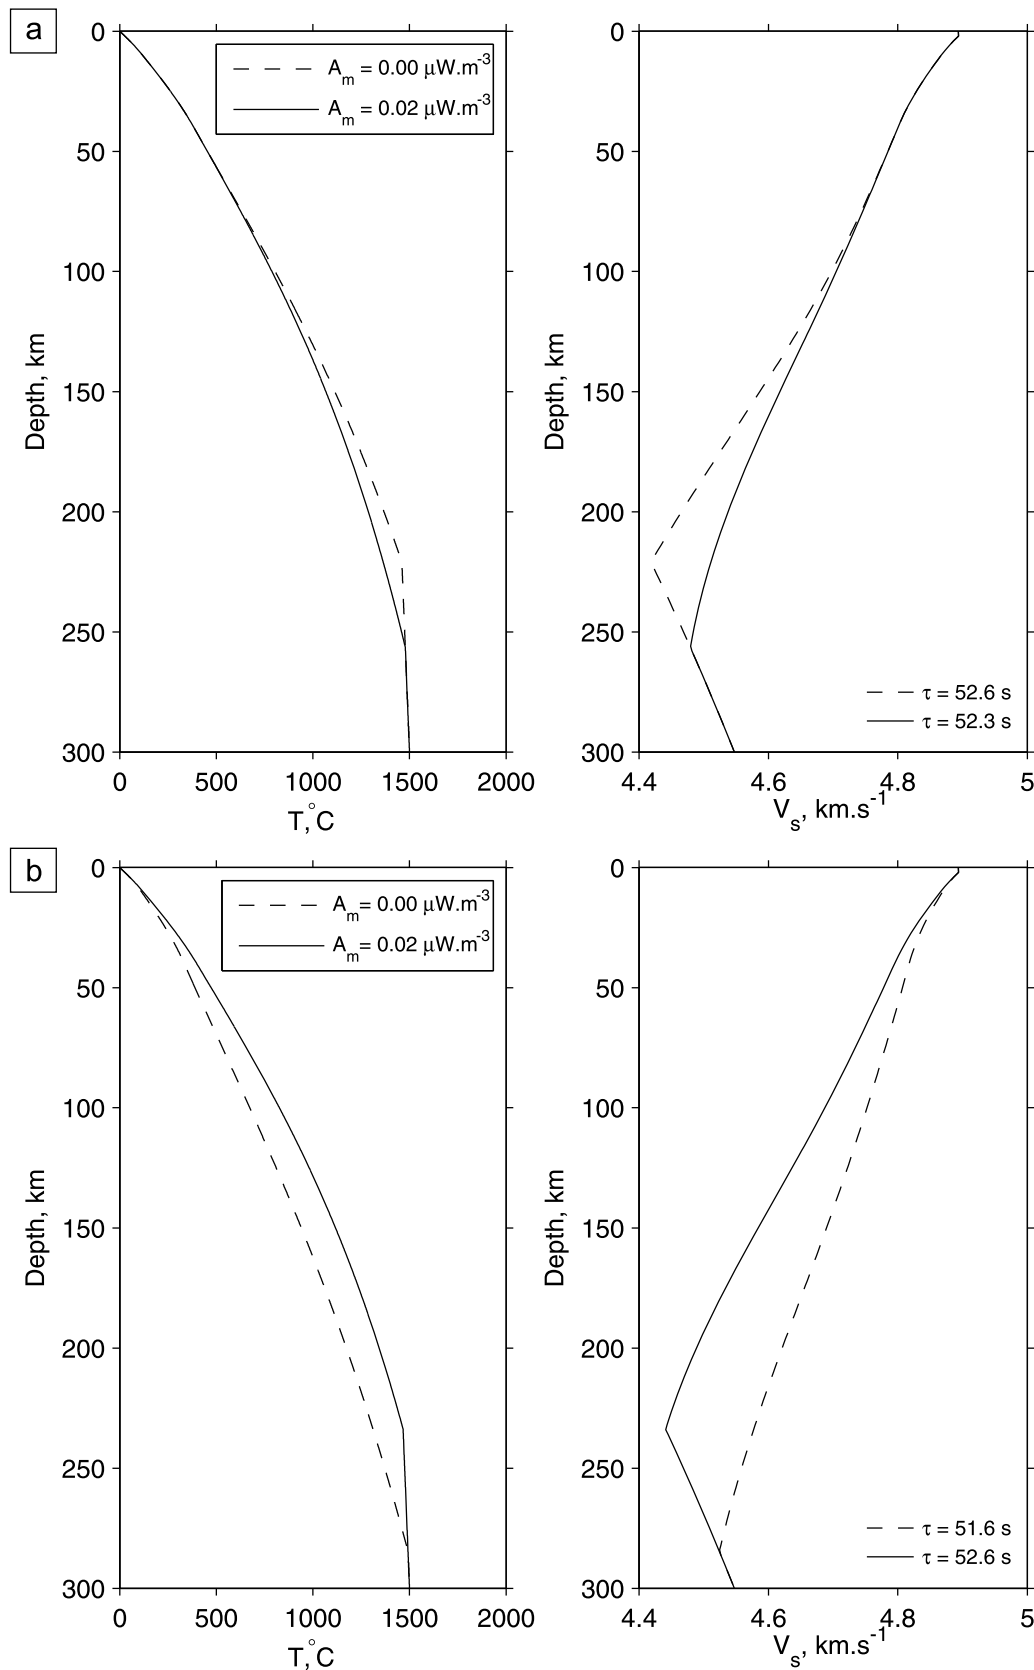 a
0
50
100
150
200
250
300
Depth, km
0 500 1000 1500 2000
T,°C
A_m = 0.00 μW.m^-3
A_m = 0.02 μW.m^-3
0
50
100
150
200
250
300
Depth, km
4.4 4.6 4.8 5
V_s, km.s^-1
τ = 52.6 s
τ = 52.3 s
b
0
50
100
150
200
250
300
Depth, km
0 500 1000 1500 2000
T,°C
A_m = 0.00 μW.m^-3
A_m = 0.02 μW.m^-3
0
50
100
150
200
250
300
Depth, km
4.4 4.6 4.8 5
V_s, km.s^-1
τ = 51.6 s
τ = 52.6 s